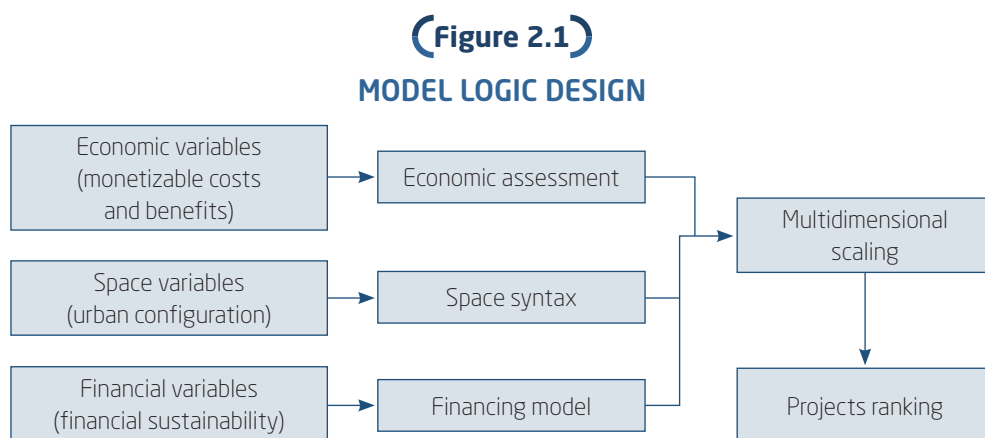 Figure 2.1
MODEL LOGIC DESIGN
Economic variables
(monetizable costs
and benefits)
Economic assessment
Multidimensional
scaling
Space variables
(urban configuration)
Space syntax
Financial variables
(financial sustainability)
Financing model
Projects ranking